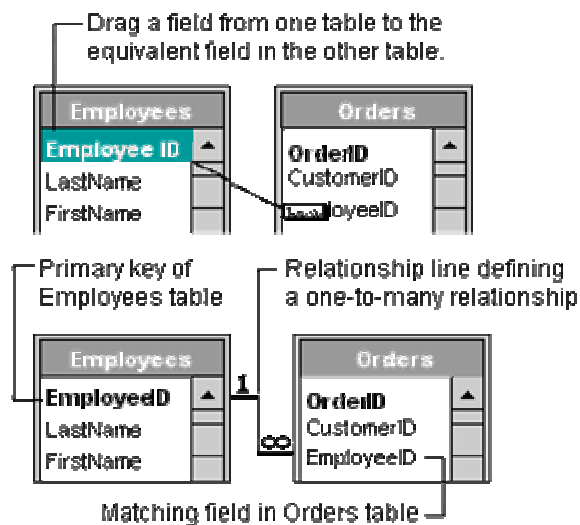 Drag a field from one table to the
equivalent field in the other table.
Employees
Employee ID
LastName
FirstName
Orders
OrderID
CustomerID
loyeeID
Primary key of
Employees table
Relationship line defining
a one-to-many relationship
Employees
EmployeeID
LastName
FirstName
1
∞
Orders
OrderID
CustomerID
EmployeeID
Matching field in Orders table